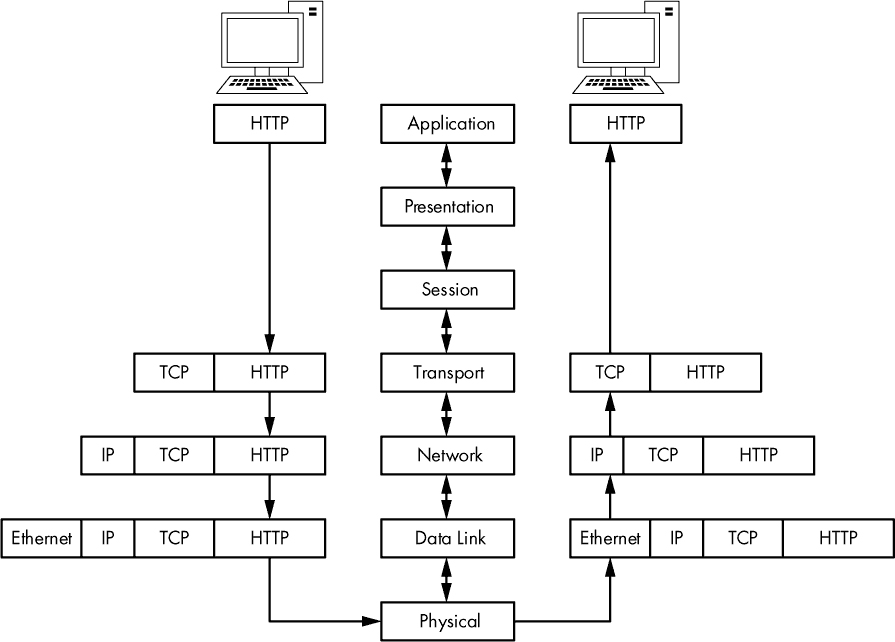 HTTP Application HTTP
Presentation
Session
TCP HTTP Transport TCP HTTP
IP TCP HTTP Network IP TCP HTTP
Ethernet IP TCP HTTP Data Link Ethernet IP TCP HTTP
Physical